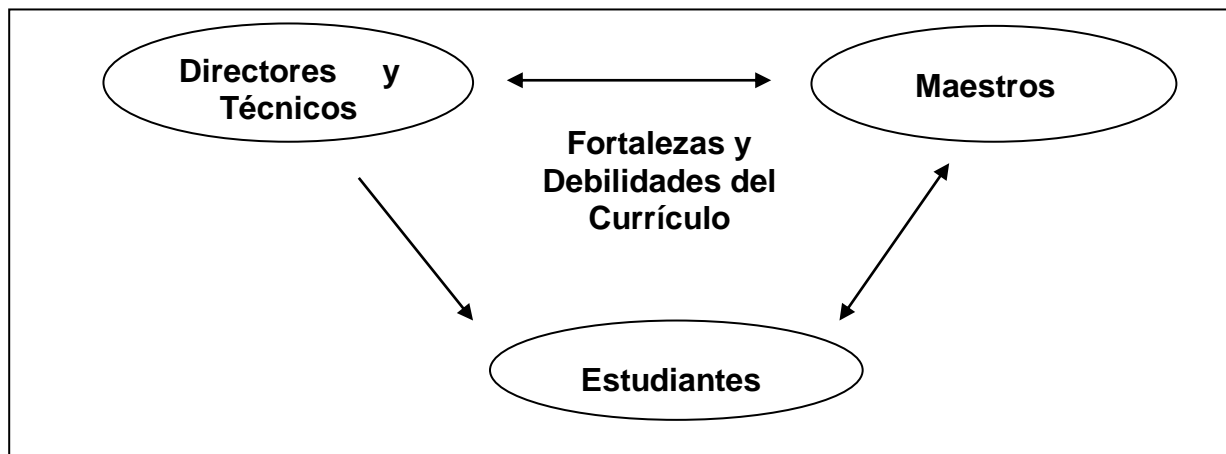 Directores y
Técnicos
Maestros
Fortalezas y
Debilidades del
Currículo
Estudiantes